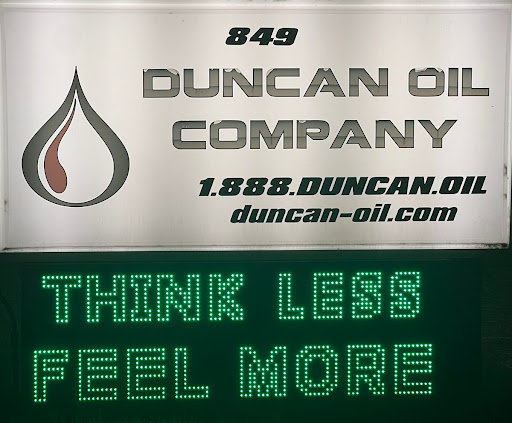 849
DUNCAN OIL
COMPANY
1.888.DUNCAN.OIL
duncan-oil.com
THINK LESS
FEEL MORE